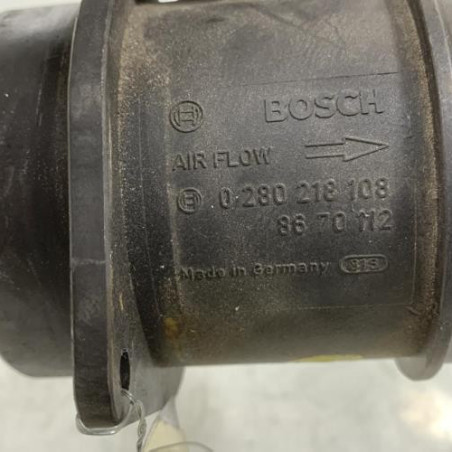 BOSCH
AIR FLOW
0 280 218 108
86 70 112
Made in Germany